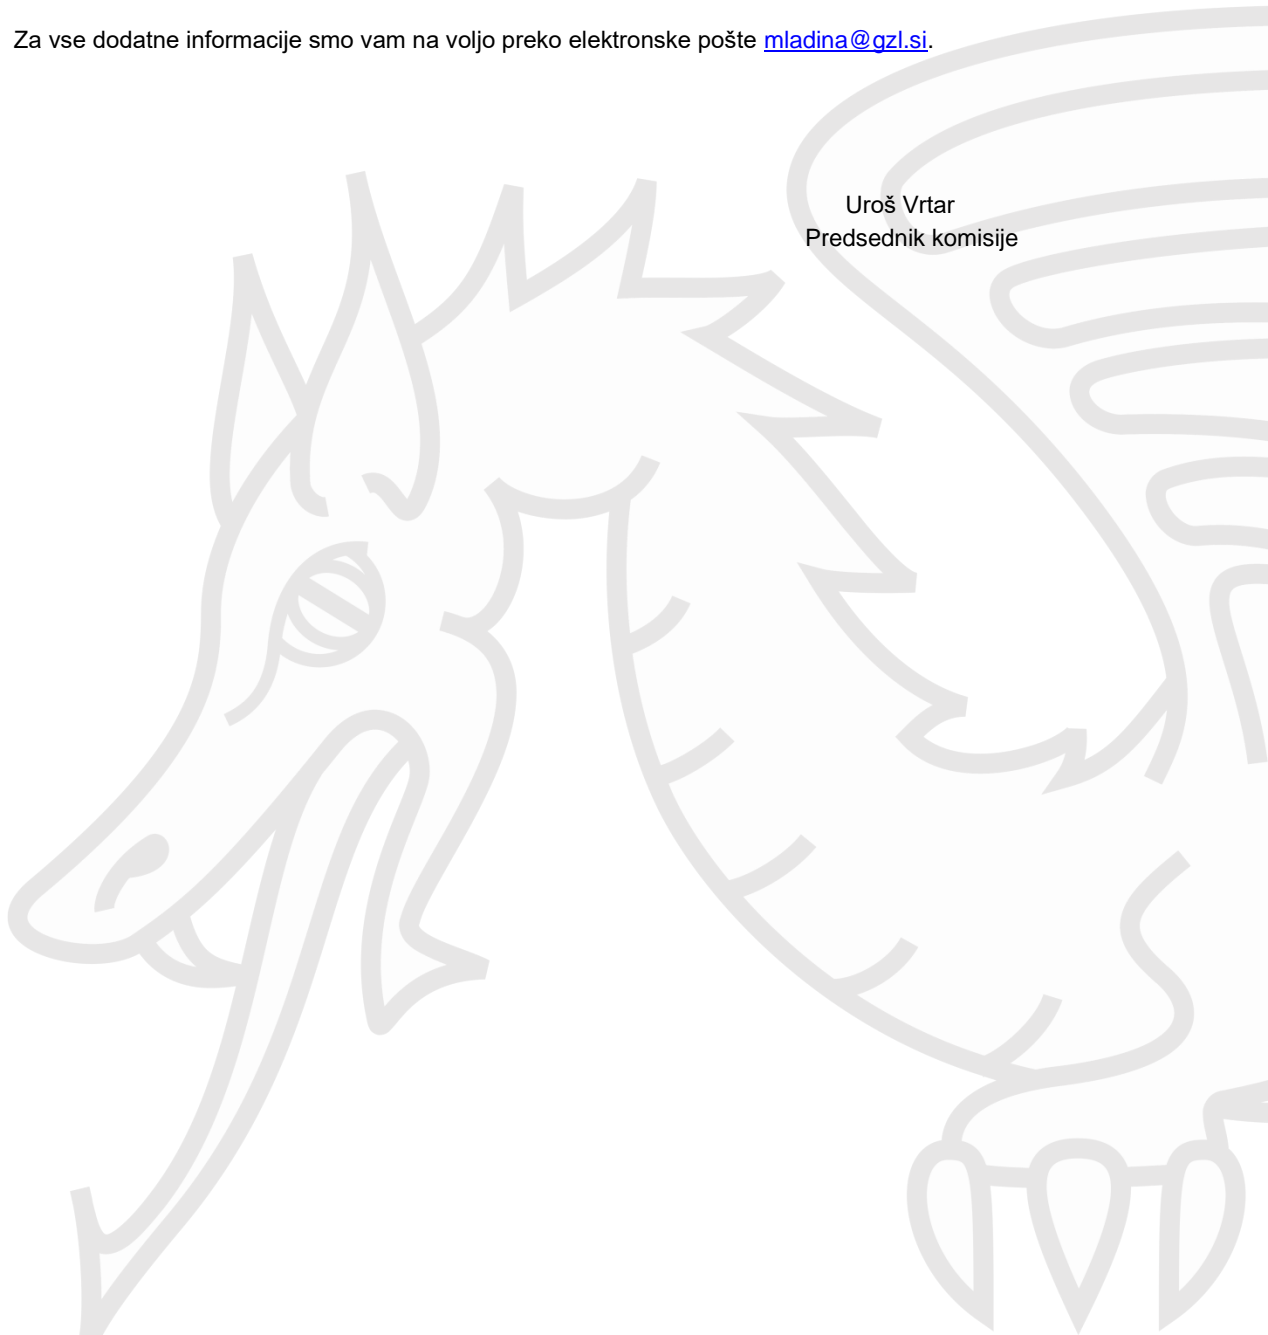 Za vse dodatne informacije smo vam na voljo preko elektronske pošte mladina@gzl.si.
Uroš Vrtar
Predsednik komisije